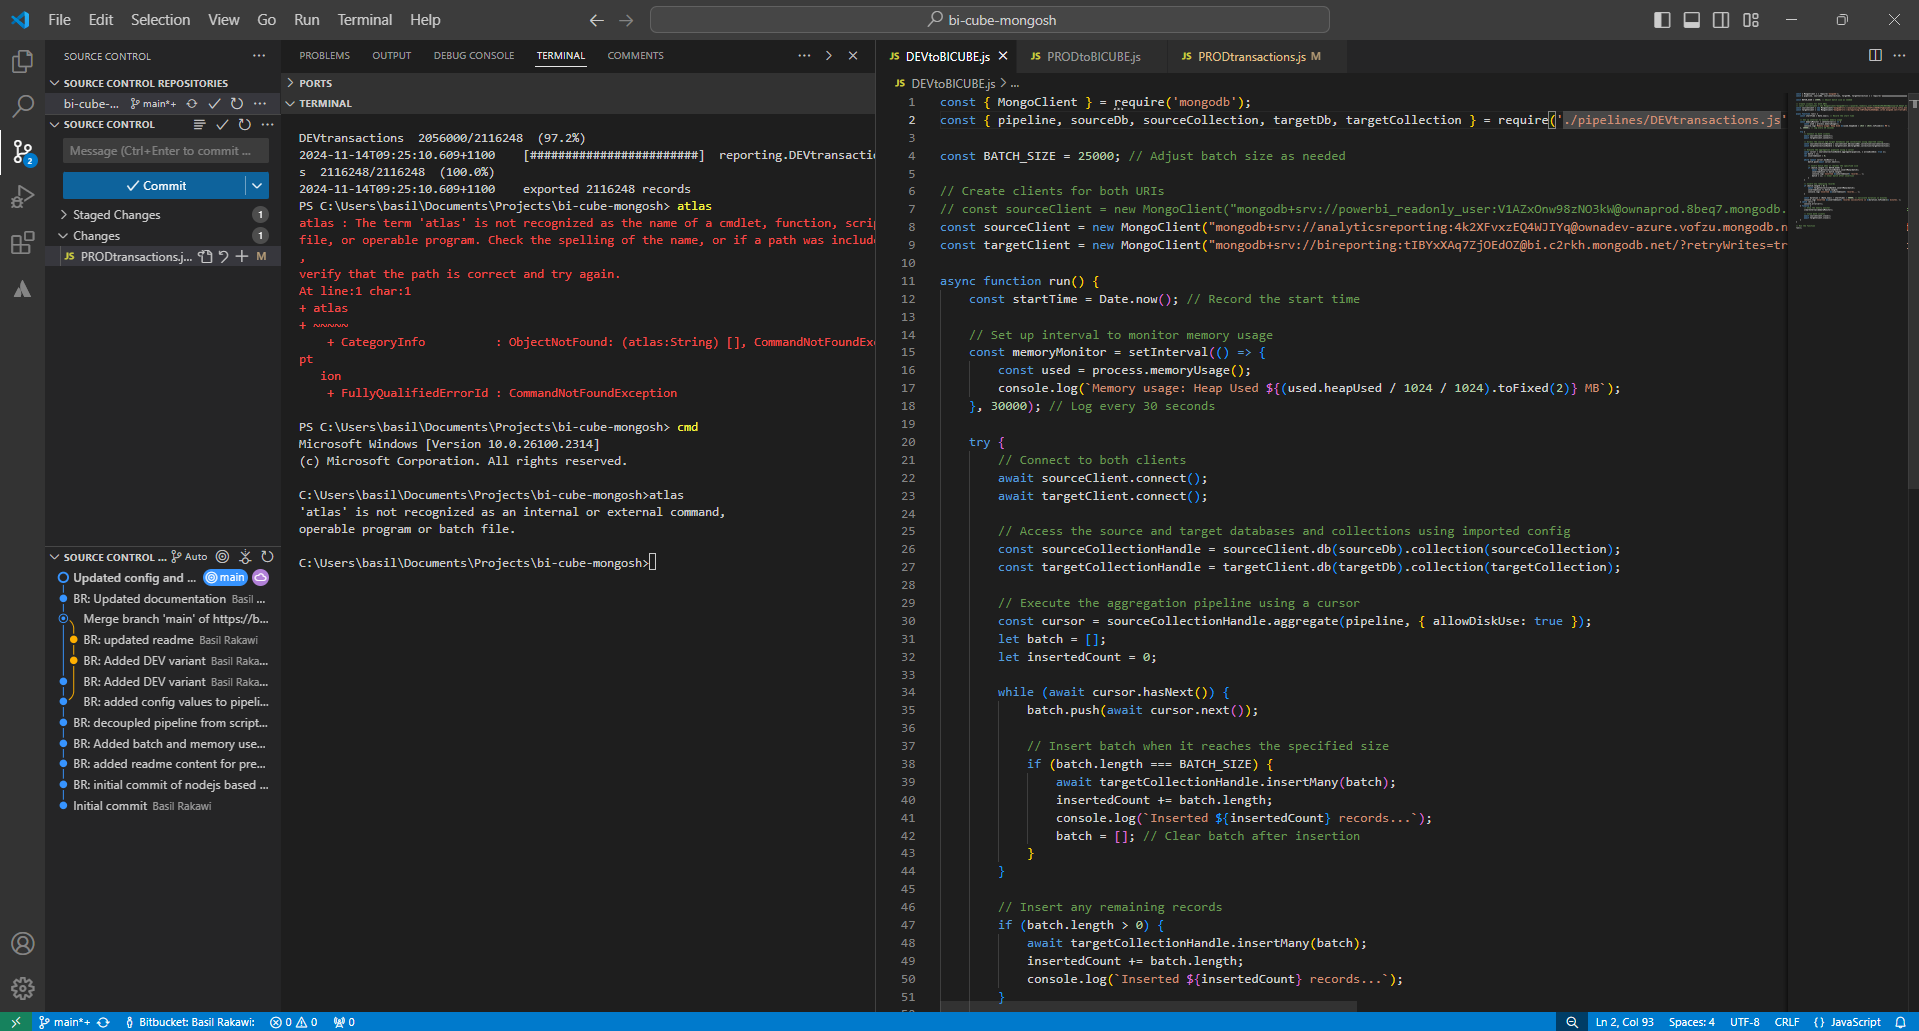 File Edit Selection View Go Run Terminal Help
bi-cube-mongosh
SOURCE CONTROL
SOURCE CONTROL REPOSITORIES
bi-cube-... main*+
SOURCE CONTROL
Message (Ctrl+Enter to commit ...
Commit
Staged Changes 1
Changes 1
JS PRODtransactions.j... M
2
SOURCE CONTROL ... Auto
Updated config and ... main
BR: Updated documentation Basil ...
Merge branch 'main' of https://b...
BR: updated readme Basil Rakawi
BR: Added DEV variant Basil Raka...
BR: Added DEV variant Basil Raka...
BR: added config values to pipeli...
BR: decoupled pipeline from script...
BR: Added batch and memory use...
BR: added readme content for pre...
BR: initial commit of nodejs based ...
Initial commit Basil Rakawi
PROBLEMS OUTPUT DEBUG CONSOLE TERMINAL COMMENTS
PORTS
TERMINAL
DEVtransactions  2056000/2116248  (97.2%)
2024-11-14T09:25:10.609+1100    [########################]  reporting.DEVtransactio
s  2116248/2116248  (100.0%)
2024-11-14T09:25:10.609+1100    exported 2116248 records
PS C:\Users\basil\Documents\Projects\bi-cube-mongosh> atlas
atlas : The term 'atlas' is not recognized as the name of a cmdlet, function, scrip
file, or operable program. Check the spelling of the name, or if a path was include
,
verify that the path is correct and try again.
At line:1 char:1
+ atlas
+ ~~~~~
    + CategoryInfo          : ObjectNotFound: (atlas:String) [], CommandNotFoundEx
pt
   ion
    + FullyQualifiedErrorId : CommandNotFoundException
PS C:\Users\basil\Documents\Projects\bi-cube-mongosh> cmd
Microsoft Windows [Version 10.0.26100.2314]
(c) Microsoft Corporation. All rights reserved.
C:\Users\basil\Documents\Projects\bi-cube-mongosh>atlas
'atlas' is not recognized as an internal or external command,
operable program or batch file.
C:\Users\basil\Documents\Projects\bi-cube-mongosh>
JS DEVtoBICUBE.js JS PRODtoBICUBE.js JS PRODtransactions.js M
JS DEVtoBICUBE.js > ...
1 const { MongoClient } = require('mongodb');
2 const { pipeline, sourceDb, sourceCollection, targetDb, targetCollection } = require('./pipelines/DEVtransactions.js'
3
4 const BATCH_SIZE = 25000; // Adjust batch size as needed
5
6 // Create clients for both URIs
7 // const sourceClient = new MongoClient("mongodb+srv://powerbi_readonly_user:[password redacted]@ownaprod.8beq7.mongodb.
8 const sourceClient = new MongoClient("mongodb+srv://analyticsreporting:[password redacted]@ownadev-azure.vofzu.mongodb.n
9 const targetClient = new MongoClient("mongodb+srv://bireporting:[password redacted]@bi.c2rkh.mongodb.net/?retryWrites=tr
10
11 async function run() {
12     const startTime = Date.now(); // Record the start time
13
14     // Set up interval to monitor memory usage
15     const memoryMonitor = setInterval(() => {
16         const used = process.memoryUsage();
17         console.log(`Memory usage: Heap Used ${(used.heapUsed / 1024 / 1024).toFixed(2)} MB`);
18     }, 30000); // Log every 30 seconds
19
20     try {
21         // Connect to both clients
22         await sourceClient.connect();
23         await targetClient.connect();
24
25         // Access the source and target databases and collections using imported config
26         const sourceCollectionHandle = sourceClient.db(sourceDb).collection(sourceCollection);
27         const targetCollectionHandle = targetClient.db(targetDb).collection(targetCollection);
28
29         // Execute the aggregation pipeline using a cursor
30         const cursor = sourceCollectionHandle.aggregate(pipeline, { allowDiskUse: true });
31         let batch = [];
32         let insertedCount = 0;
33
34         while (await cursor.hasNext()) {
35             batch.push(await cursor.next());
36
37             // Insert batch when it reaches the specified size
38             if (batch.length === BATCH_SIZE) {
39                 await targetCollectionHandle.insertMany(batch);
40                 insertedCount += batch.length;
41                 console.log(`Inserted ${insertedCount} records...`);
42                 batch = []; // Clear batch after insertion
43             }
44         }
45
46         // Insert any remaining records
47         if (batch.length > 0) {
48             await targetCollectionHandle.insertMany(batch);
49             insertedCount += batch.length;
50             console.log(`Inserted ${insertedCount} records...`);
51         }
main*+ Bitbucket: Basil Rakawi: 0 0 0 Ln 2, Col 93 Spaces: 4 UTF-8 CRLF {} JavaScript